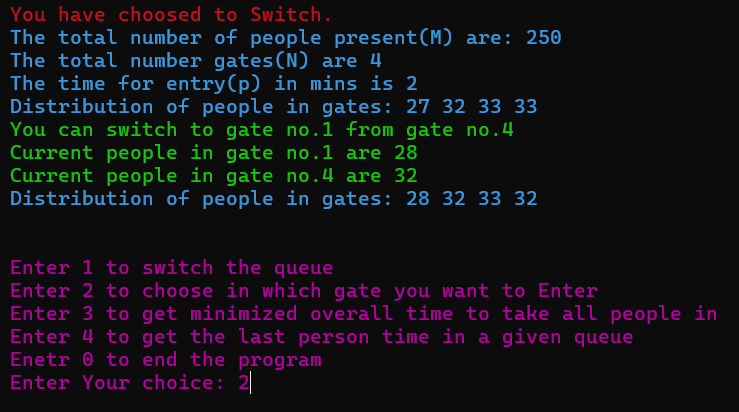 You have choosed to Switch.
The total number of people present(M) are: 250
The total number gates(N) are 4
The time for entry(p) in mins is 2
Distribution of people in gates: 27 32 33 33
You can switch to gate no.1 from gate no.4
Current people in gate no.1 are 28
Current people in gate no.4 are 32
Distribution of people in gates: 28 32 33 32
Enter 1 to switch the queue
Enter 2 to choose in which gate you want to Enter
Enter 3 to get minimized overall time to take all people in
Enter 4 to get the last person time in a given queue
Enetr 0 to end the program
Enter Your choice: 2